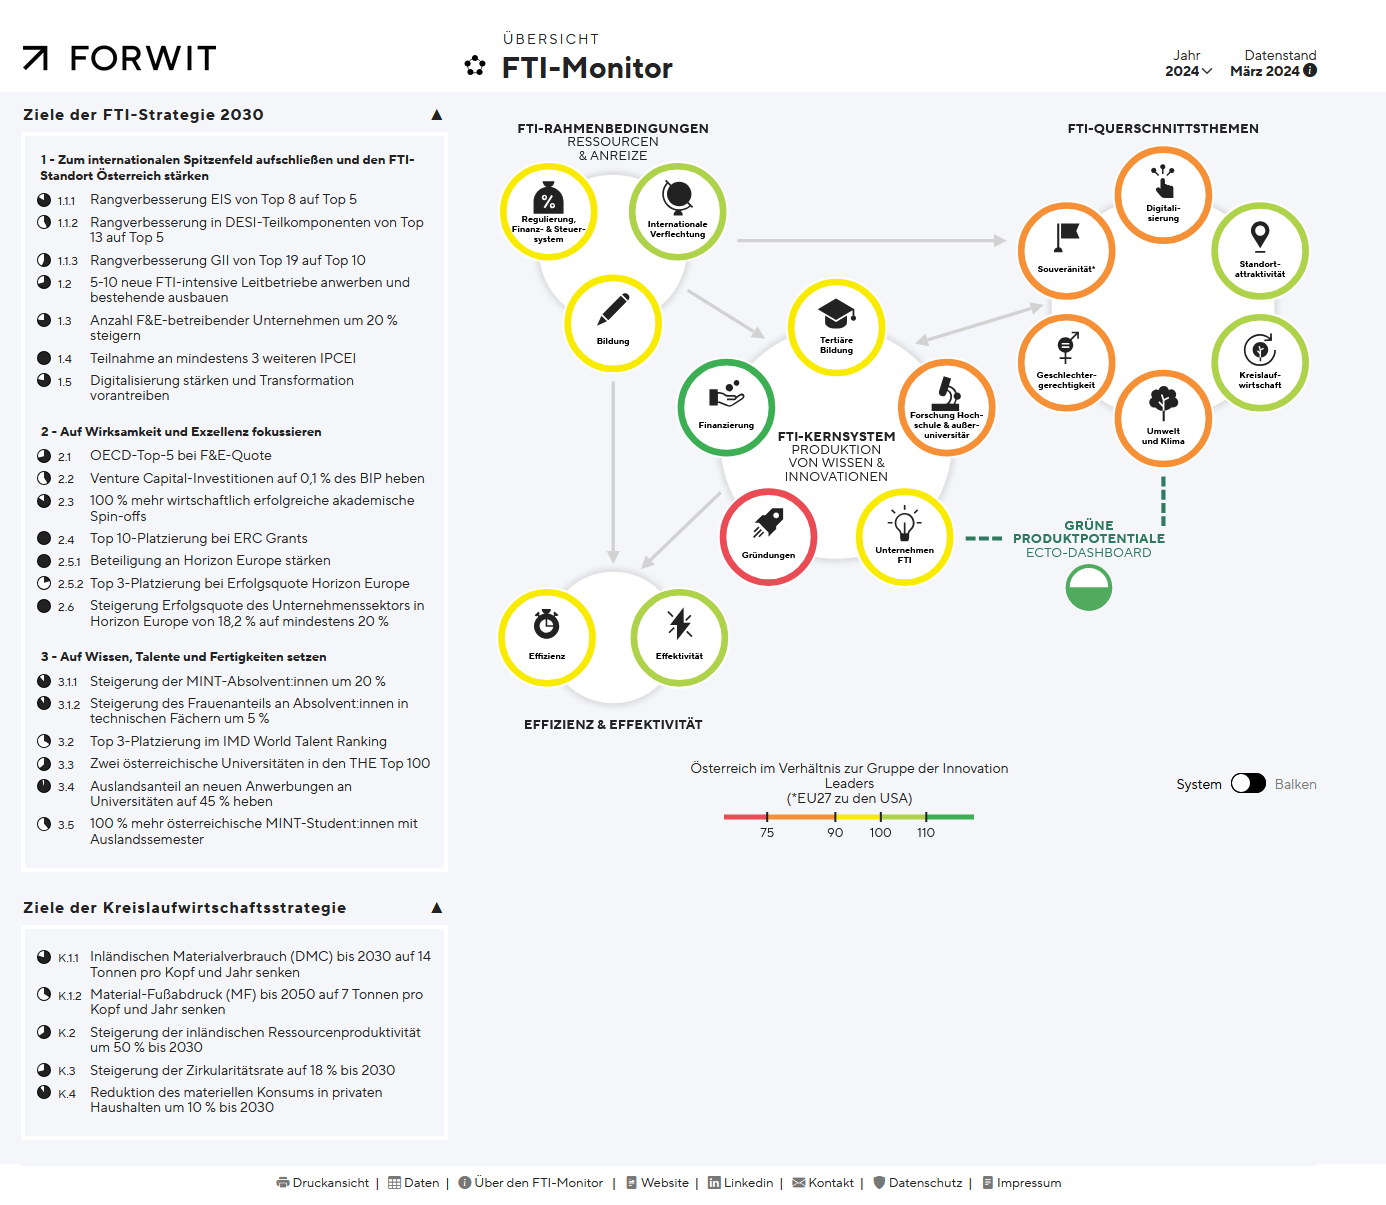 FORWIT
ÜBERSICHT
FTI-Monitor
Jahr
2024
Datenstand
März 2024
Ziele der FTI-Strategie 2030
1 - Zum internationalen Spitzenfeld aufschließen und den FTI-
Standort Österreich stärken
1.1.1 Rangverbesserung EIS von Top 8 auf Top 5
1.1.2 Rangverbesserung in DESI-Teilkomponenten von Top
13 auf Top 5
1.1.3 Rangverbesserung GII von Top 19 auf Top 10
1.2 5-10 neue FTI-intensive Leitbetriebe anwerben und
bestehende ausbauen
1.3 Anzahl F&E-betreibender Unternehmen um 20 %
steigern
1.4 Teilnahme an mindestens 3 weiteren IPCEI
1.5 Digitalisierung stärken und Transformation
vorantreiben
2 - Auf Wirksamkeit und Exzellenz fokussieren
2.1 OECD-Top-5 bei F&E-Quote
2.2 Venture Capital-Investitionen auf 0,1 % des BIP heben
2.3 100 % mehr wirtschaftlich erfolgreiche akademische
Spin-offs
2.4 Top 10-Platzierung bei ERC Grants
2.5.1 Beteiligung an Horizon Europe stärken
2.5.2 Top 3-Platzierung bei Erfolgsquote Horizon Europe
2.6 Steigerung Erfolgsquote des Unternehmenssektors in
Horizon Europe von 18,2 % auf mindestens 20 %
3 - Auf Wissen, Talente und Fertigkeiten setzen
3.1.1 Steigerung der MINT-Absolvent:innen um 20 %
3.1.2 Steigerung des Frauenanteils an Absolvent:innen in
technischen Fächern um 5 %
3.2 Top 3-Platzierung im IMD World Talent Ranking
3.3 Zwei österreichische Universitäten in den THE Top 100
3.4 Auslandsanteil an neuen Anwerbungen an
Universitäten auf 45 % heben
3.5 100 % mehr österreichische MINT-Student:innen mit
Auslandssemester
Ziele der Kreislaufwirtschaftsstrategie
K.1.1 Inländischen Materialverbrauch (DMC) bis 2030 auf 14
Tonnen pro Kopf und Jahr senken
K.1.2 Material-Fußabdruck (MF) bis 2050 auf 7 Tonnen pro
Kopf und Jahr senken
K.2 Steigerung der inländischen Ressourcenproduktivität
um 50 % bis 2030
K.3 Steigerung der Zirkularitätsrate auf 18 % bis 2030
K.4 Reduktion des materiellen Konsums in privaten
Haushalten um 10 % bis 2030
FTI-RAHMENBEDINGUNGEN
RESSOURCEN
& ANREIZE
Regulierung,
Finanz- & Steuer-
system
Internationale
Verflechtung
Bildung
FTI-QUERSCHNITTSTHEMEN
Digitali-
sierung
Souveränität*
Standort-
attraktivität
Geschlechter-
gerechtigkeit
Kreislauf-
wirtschaft
Umwelt
und Klima
Tertiäre
Bildung
Finanzierung
Forschung Hoch-
schule & außer-
universitär
FTI-KERNSYSTEM
PRODUKTION
VON WISSEN &
INNOVATIONEN
Gründungen
Unternehmen
FTI
GRÜNE
PRODUKTPOTENTIALE
ECTO-DASHBOARD
Effizienz
Effektivität
EFFIZIENZ & EFFEKTIVITÄT
Österreich im Verhältnis zur Gruppe der Innovation
Leaders
(*EU27 zu den USA)
75 90 100 110
System Balken
Druckansicht | Daten | Über den FTI-Monitor | Website | Linkedin | Kontakt | Datenschutz | Impressum